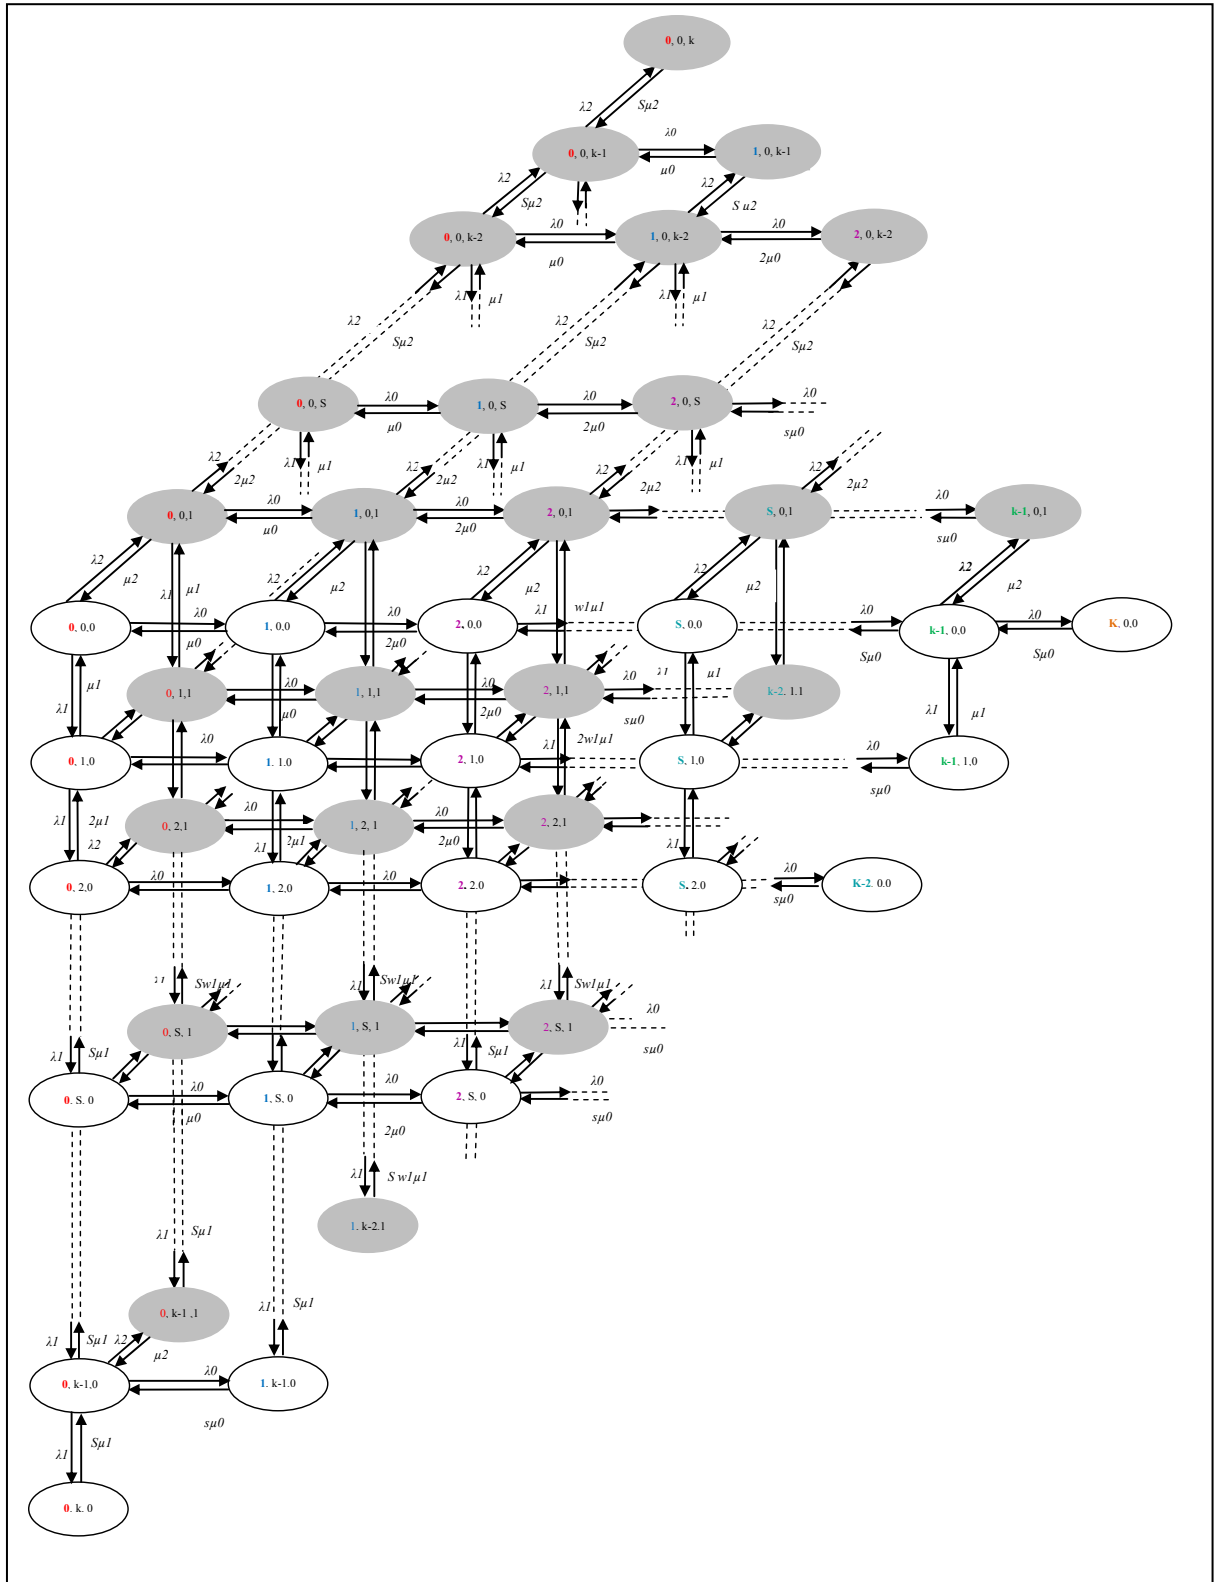 0, 0, k
λ2
Sμ2
λ0
0, 0, k-1
1, 0, k-1
μ0
λ2
λ2
Sμ2
S u2
λ0
λ0
0, 0, k-2
1, 0, k-2
2, 0, k-2
μ0
2μ0
λ1
μ1
λ1
μ1
λ2
λ2
λ2
Sμ2
Sμ2
Sμ2
λ0
λ0
λ0
0, 0, S
1, 0, S
2, 0, S
μ0
2μ0
sμ0
λ2
λ1
μ1
λ2
λ1
μ1
λ2
λ1
μ1
λ2
2μ2
2μ2
2μ2
2μ2
λ0
λ0
λ0
λ0
0, 0,1
1, 0,1
2, 0,1
S, 0,1
k-1, 0,1
μ0
2μ0
sμ0
λ2
μ2
λ1
μ1
λ2
μ2
λ2
μ2
λ1
w1μ1
λ2
μ2
λ2
μ2
λ0
λ0
λ0
λ0
λ0
0, 0,0
1, 0,0
2, 0,0
S, 0,0
k-1, 0,0
K, 0,0
μ0
2μ0
Sμ0
Sμ0
μ1
λ0
λ0
λ0
λ1
μ1
0, 1,1
1, 1,1
2, 1,1
k-2, 1,1
λ1
μ0
2μ0
sμ0
λ1
μ1
λ0
λ1
2w1μ1
λ0
0, 1,0
1, 1,0
2, 1,0
S, 1,0
k-1, 1,0
sμ0
λ1
2μ1
λ0
λ0
0, 2,1
1, 2, 1
2, 2,1
λ2
λ1
2μ1
2μ0
λ1
λ0
λ0
λ0
0, 2,0
1, 2,0
2, 2,0
S, 2,0
K-2, 0,0
sμ0
λ1
Sw1μ1
λ1
Sw1μ1
λ1
Sw1μ1
λ0
0, S, 1
1, S, 1
2, S, 1
sμ0
λ1
Sμ1
λ1
λ1
Sμ1
λ0
λ0
λ0
0, S, 0
1, S, 0
2, S, 0
μ0
2μ0
sμ0
λ1
S w1μ1
1, k-2,1
λ1
Sμ1
0, k-1 ,1
λ1
Sμ1
λ1
Sμ1
λ2
μ2
λ0
0, k-1,0
1, k-1,0
sμ0
λ1
Sμ1
0, k, 0